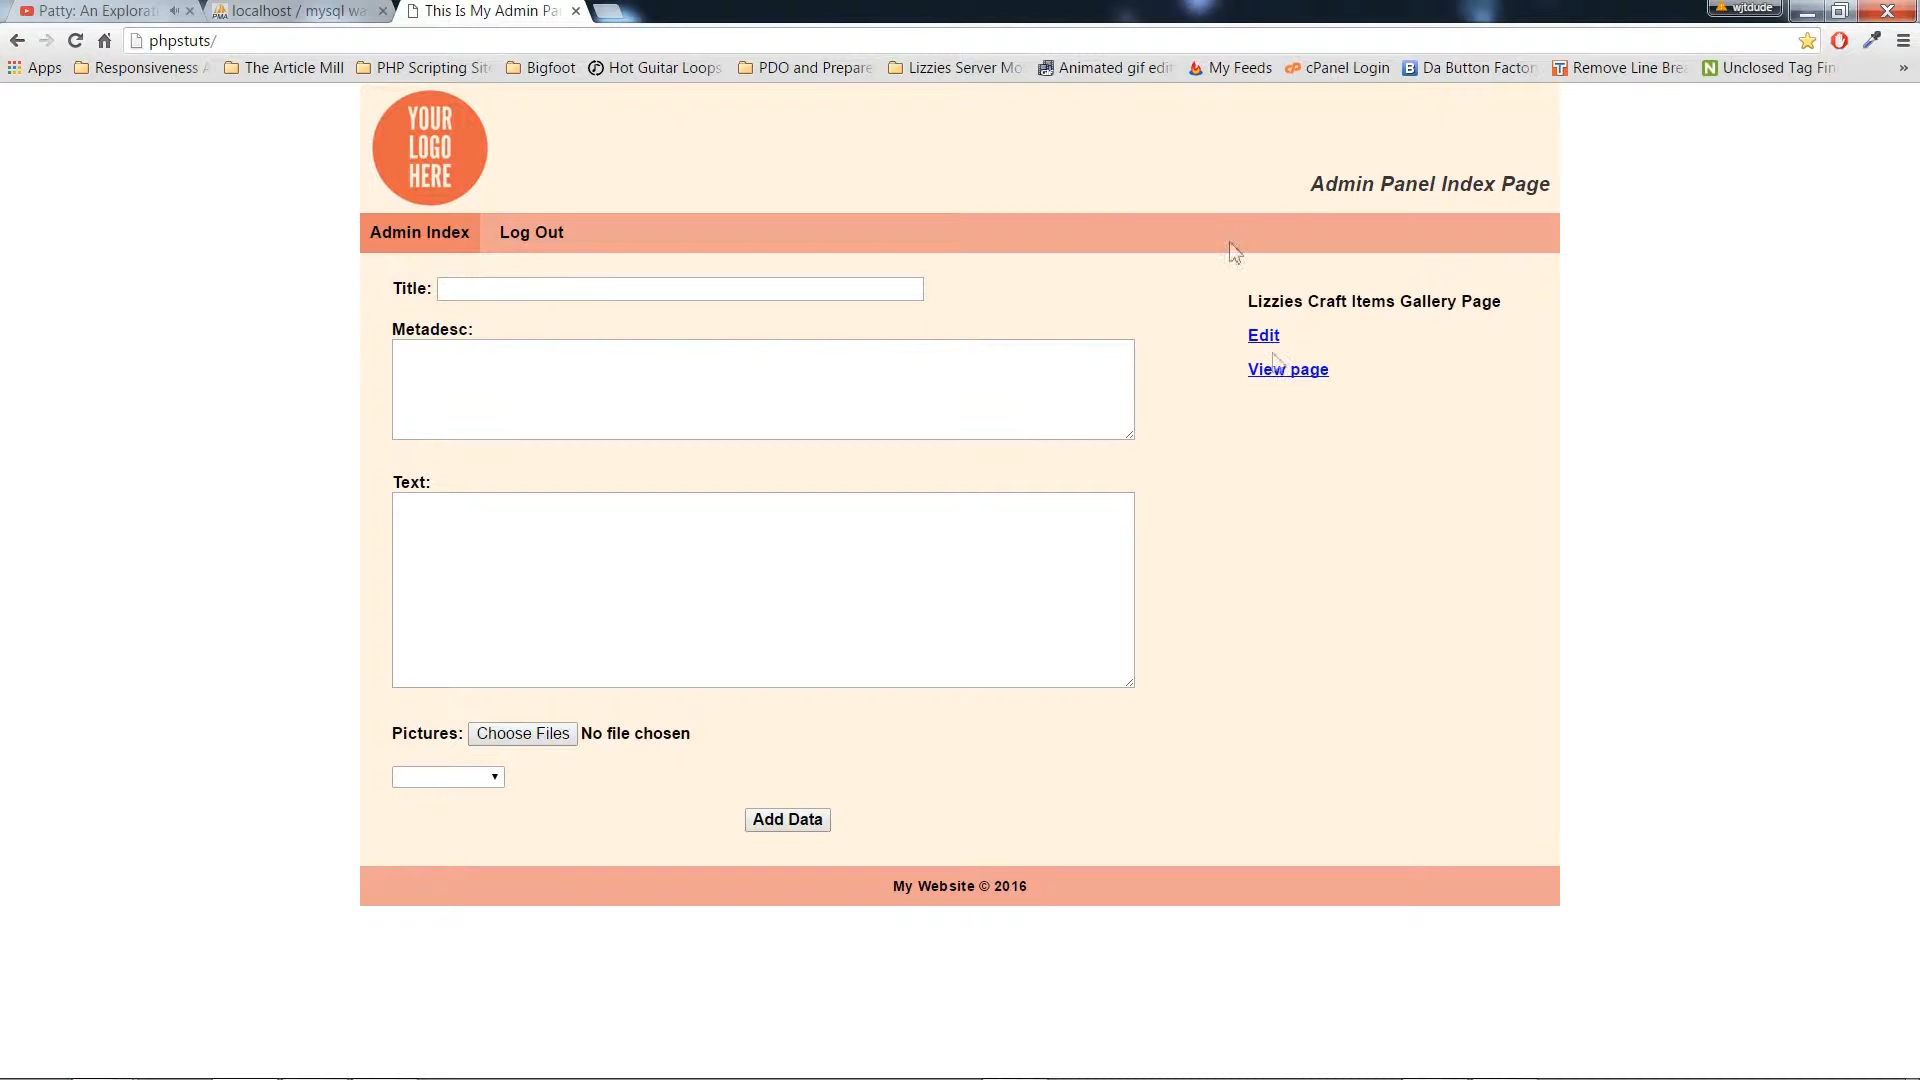 Patty: An Explorat
localhost / mysql wa
This Is My Admin Pa
wjtdude
phpstuts/
Apps
Responsiveness
The Article Mill
PHP Scripting Sit
Bigfoot
Hot Guitar Loops
PDO and Prepare
Lizzies Server Mo
Animated gif edit
My Feeds
cPanel Login
Da Button Factor
Remove Line Bre
Unclosed Tag Fin
»
YOUR
LOGO
HERE
Admin Panel Index Page
Admin Index
Log Out
Title:
Lizzies Craft Items Gallery Page
Metadesc:
Edit
View page
Text:
Pictures: Choose Files No file chosen
Add Data
My Website © 2016